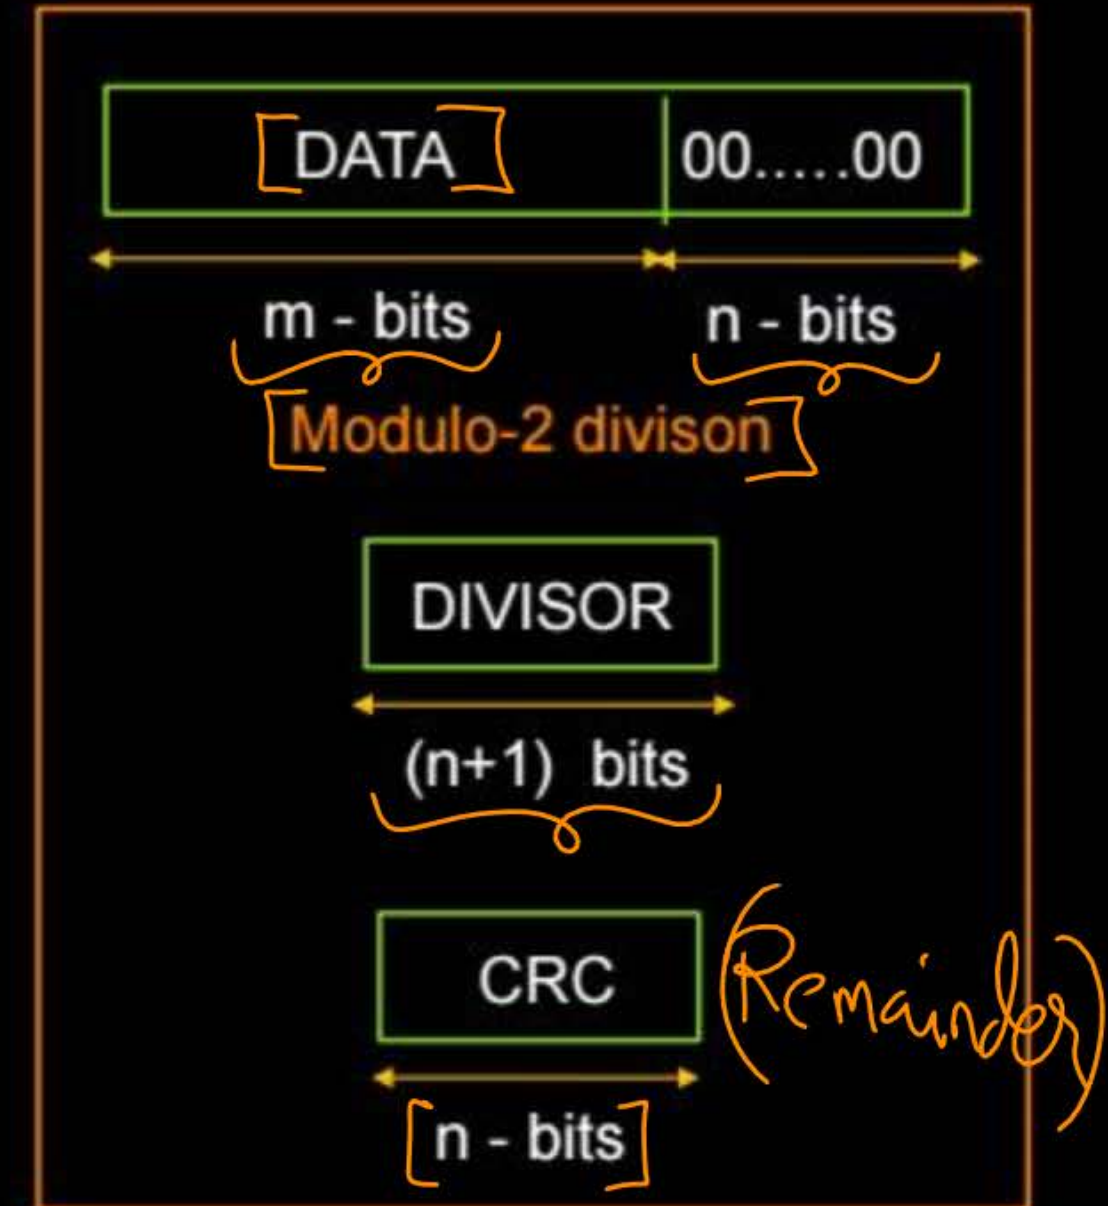 DATA 00.....00
m - bits n - bits
Modulo-2 divison
DIVISOR
(n+1) bits
CRC (Remainder)
n - bits